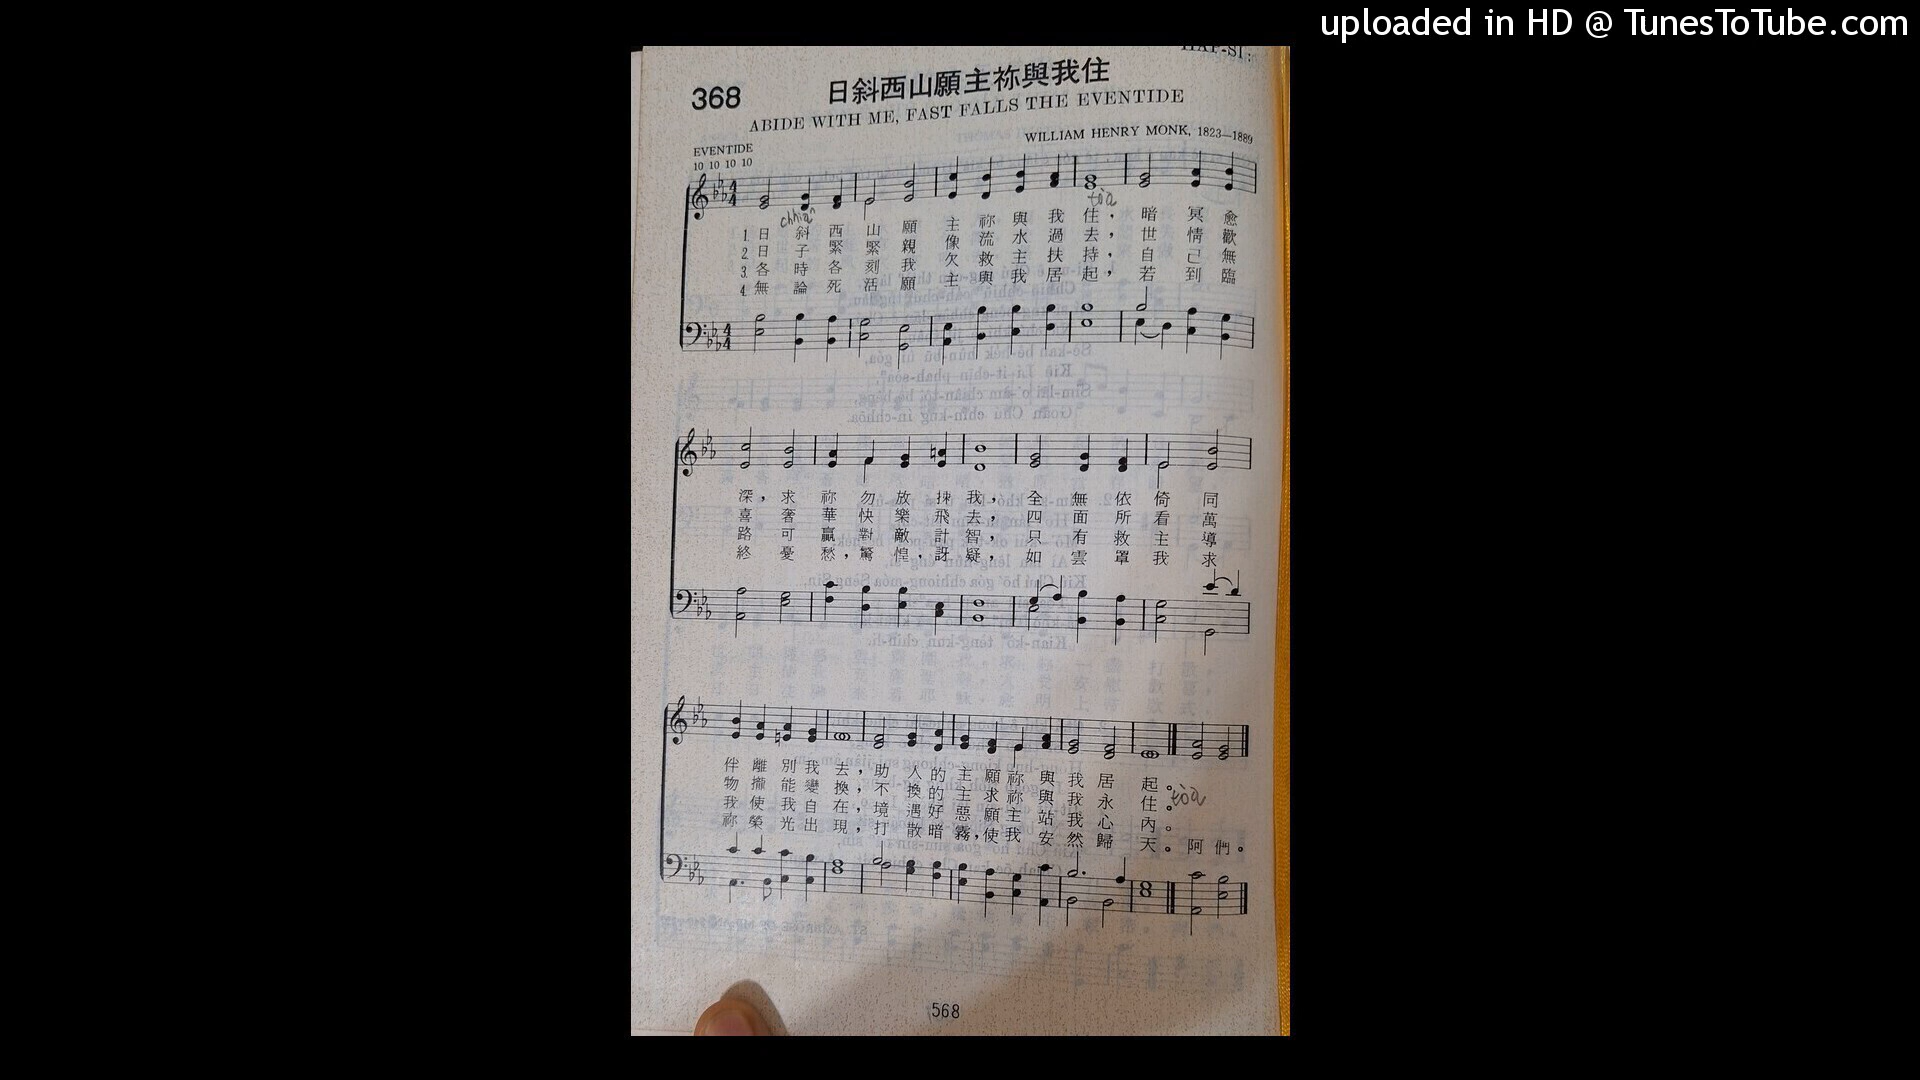 uploaded in HD @ TunesToTube.com
368
日斜西山願主祢與我住
ABIDE WITH ME, FAST FALLS THE EVENTIDE
WILLIAM HENRY MONK, 1823—1889
EVENTIDE
10 10 10 10
chhiâⁿ
tòa
1 日斜西山願主祢與我住,暗冥愈
2 日子緊緊親像流水過去,世情歡
3 各時各刻我欠救主扶持,自己無
4 無論死活願主與我居起,若到臨
深,求祢勿放揀我,全無依倚同
喜奢華快樂飛去,四面所看萬
路可贏對敵計智,只有救主導
終憂愁,驚惶,訝疑,如雲罩我求
伴離別我去,助人的主願祢與我居起。
物攏能變換,不換的主求祢與我永住。 tòa
我使我自在,境遇好惡願主站我心內。
祢榮光出現,打散暗霧,使我安然歸天。阿們。
568